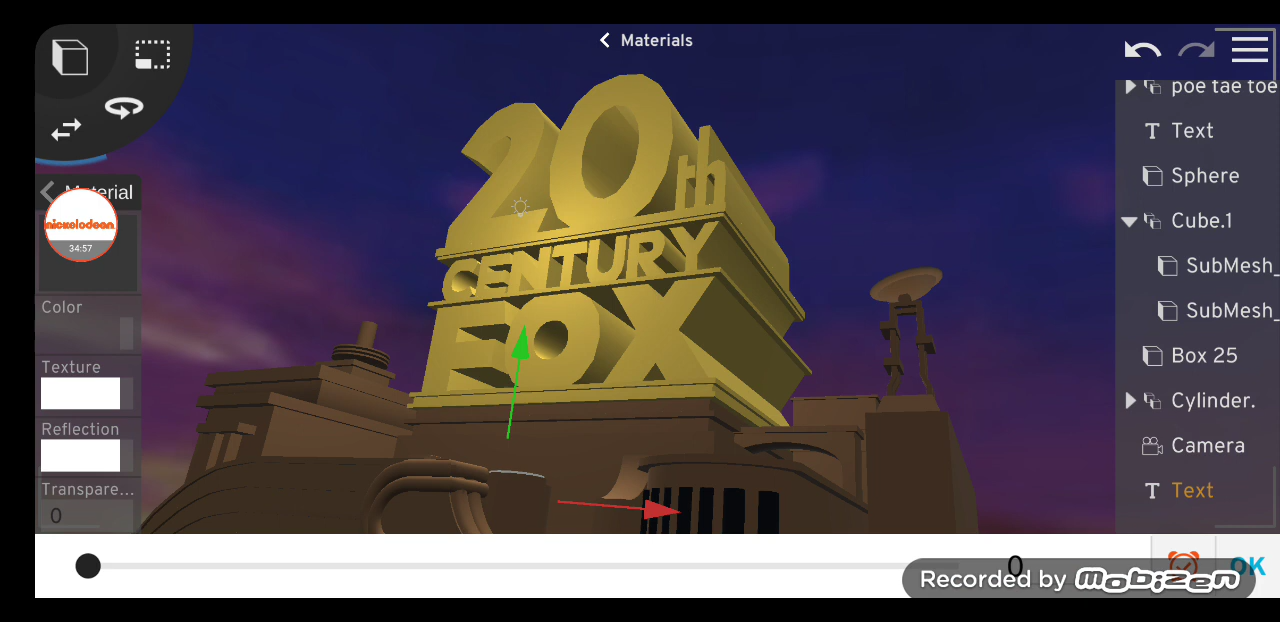 Materials
poe tae toe
Text
Sphere
Cube.1
SubMesh_
SubMesh_
Box 25
Cylinder.
Camera
Text
Material
nickelodeon
34:57
Color
Texture
Reflection
Transpare...
0
20th
CENTURY
FOX
0
OK
Recorded by Mobizen